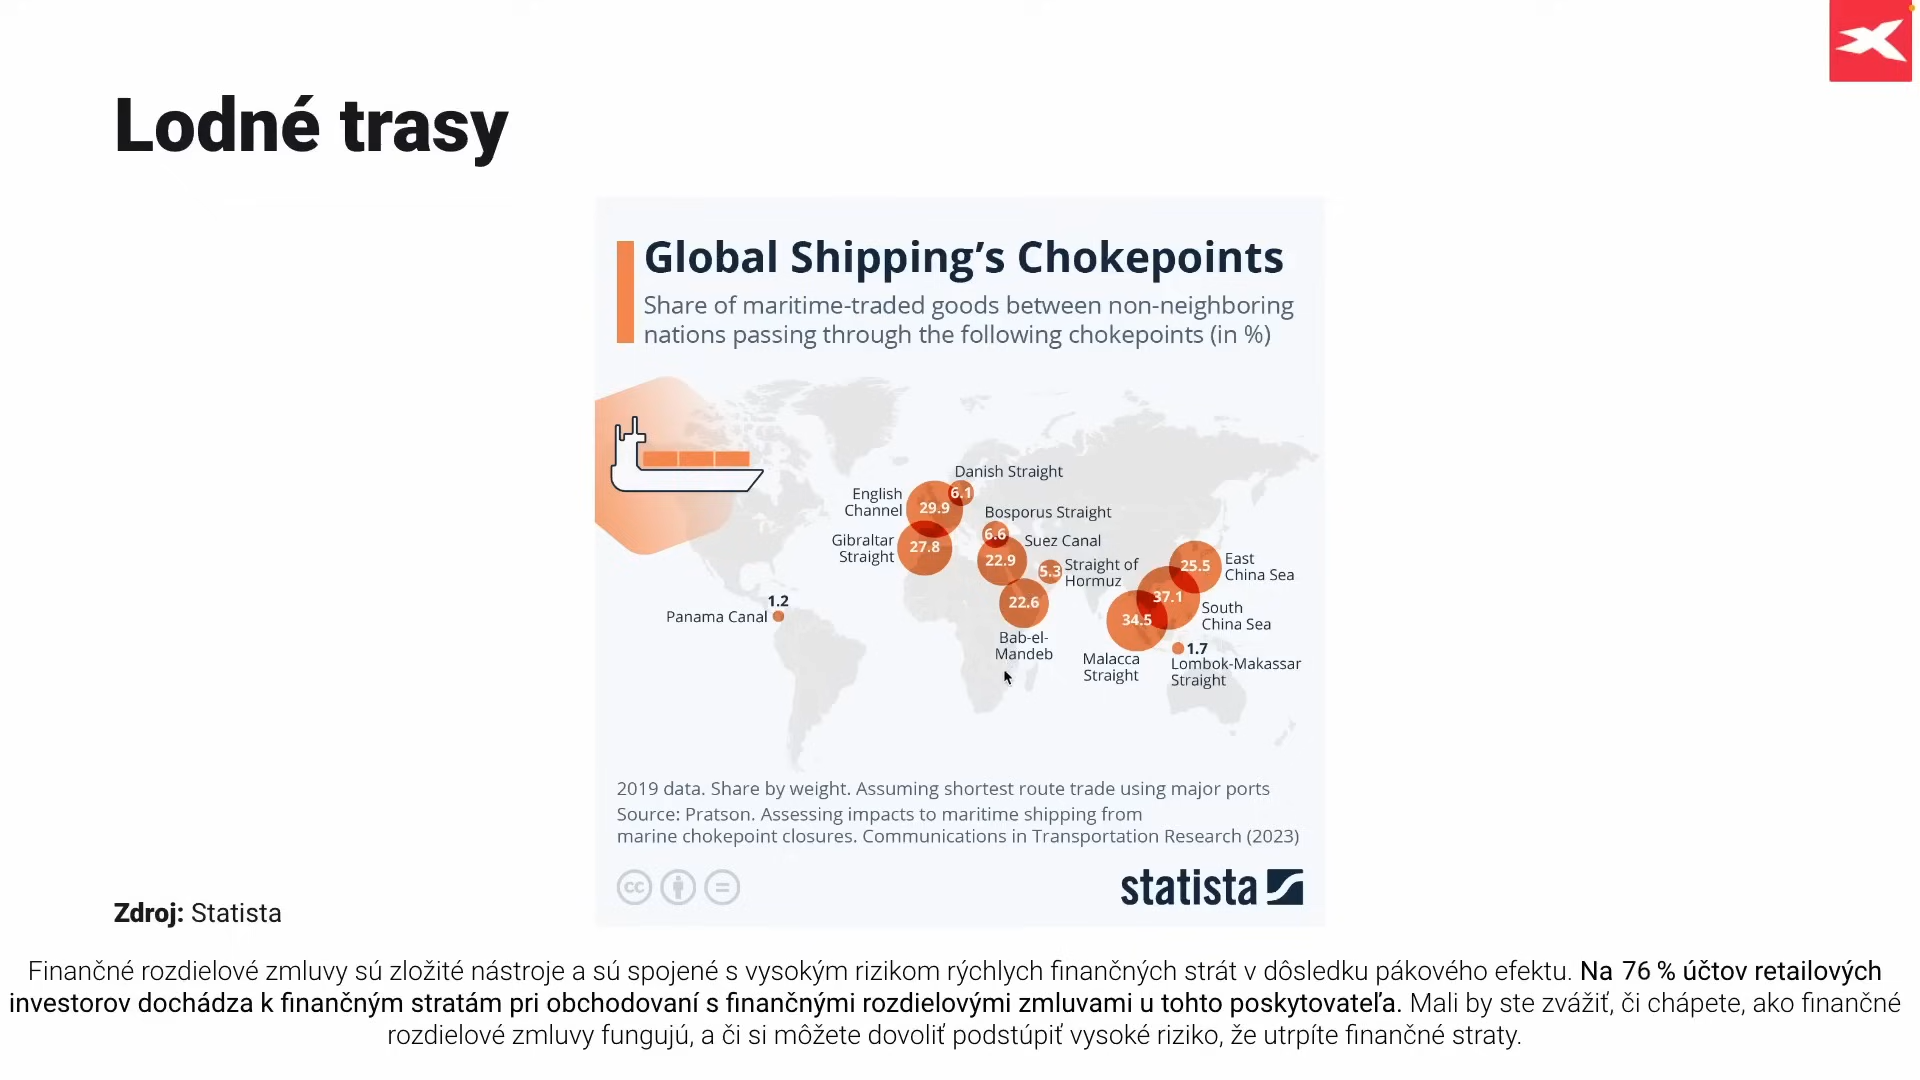 Lodné trasy
Global Shipping's Chokepoints
Share of maritime-traded goods between non-neighboring
nations passing through the following chokepoints (in %)
Danish Straight
6.1
English
Channel
29.9
Bosporus Straight
6.6
Gibraltar
Straight
27.8
Suez Canal
22.9
Straight of
Hormuz
5.3
East
China Sea
25.5
37.1
South
China Sea
22.6
Bab-el-
Mandeb
34.5
Malacca
Straight
1.2
Panama Canal
1.7
Lombok-Makassar
Straight
2019 data. Share by weight. Assuming shortest route trade using major ports
Source: Pratson. Assessing impacts to maritime shipping from
marine chokepoint closures. Communications in Transportation Research (2023)
cc
=
statista
Zdroj: Statista
Finančné rozdielové zmluvy sú zložité nástroje a sú spojené s vysokým rizikom rýchlych finančných strát v dôsledku pákového efektu. Na 76 % účtov retailových
investorov dochádza k finančným stratám pri obchodovaní s finančnými rozdielovými zmluvami u tohto poskytovateľa. Mali by ste zvážiť, či chápete, ako finančné
rozdielové zmluvy fungujú, a či si môžete dovoliť podstúpiť vysoké riziko, že utrpíte finančné straty.